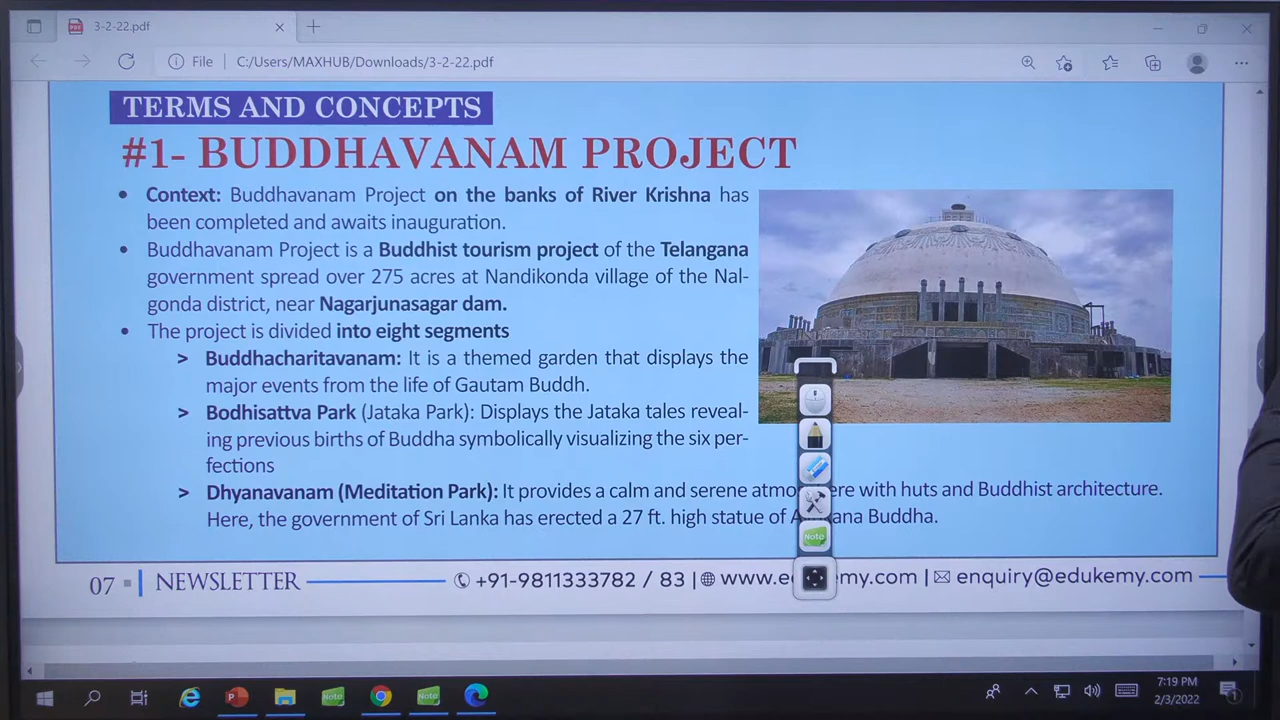 3-2-22.pdf
File
C:/Users/MAXHUB/Downloads/3-2-22.pdf
TERMS AND CONCEPTS
#1- BUDDHAVANAM PROJECT
• Context: Buddhavanam Project on the banks of River Krishna has
been completed and awaits inauguration.
• Buddhavanam Project is a Buddhist tourism project of the Telangana
government spread over 275 acres at Nandikonda village of the Nal-
gonda district, near Nagarjunasagar dam.
• The project is divided into eight segments
> Buddhacharitavanam: It is a themed garden that displays the
major events from the life of Gautam Buddh.
> Bodhisattva Park (Jataka Park): Displays the Jataka tales reveal-
ing previous births of Buddha symbolically visualizing the six per-
fections
> Dhyanavanam (Meditation Park): It provides a calm and serene with huts and Buddhist architecture.
Here, the government of Sri Lanka has erected a 27 ft. high statue of Buddha.
Note
07 NEWSLETTER +91-9811333782 / 83 | | enquiry@edukemy.com
Note
Note
7:19 PM
2/3/2022
1